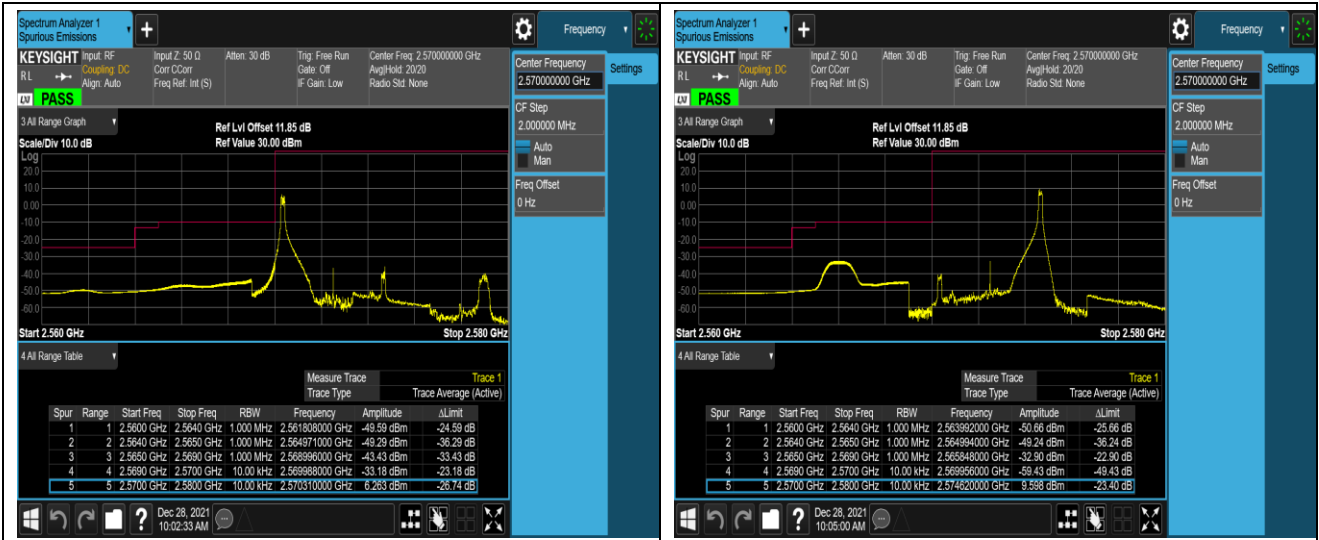 Spectrum Analyzer 1
Spurious Emissions
+
Frequency
KEYSIGHT Input: RF Input Z: 50 Ω Atten: 30 dB Trig: Free Run Center Freq: 2.570000000 GHz
RL Coupling: DC Corr CCorr Gate: Off Avg|Hold: 20/20
Align: Auto Freq Ref: Int (S) IF Gain: Low Radio Std: None
LXI PASS
Center Frequency
2.570000000 GHz
Settings
CF Step
2.000000 MHz
Auto
Man
Freq Offset
0 Hz
3 All Range Graph
Ref Lvl Offset 11.85 dB
Scale/Div 10.0 dB Ref Value 30.00 dBm
Log
20.0
10.0
0.00
-10.0
-20.0
-30.0
-40.0
-50.0
-60.0
Start 2.560 GHz Stop 2.580 GHz
4 All Range Table
Measure Trace Trace 1
Trace Type Trace Average (Active)
Spur Range Start Freq Stop Freq RBW Frequency Amplitude ΔLimit
1 1 2.5600 GHz 2.5640 GHz 1.000 MHz 2.561808000 GHz -49.59 dBm -24.59 dB
2 2 2.5640 GHz 2.5650 GHz 1.000 MHz 2.564971000 GHz -49.29 dBm -36.29 dB
3 3 2.5650 GHz 2.5690 GHz 1.000 MHz 2.568996000 GHz -43.43 dBm -33.43 dB
4 4 2.5690 GHz 2.5700 GHz 10.00 kHz 2.569988000 GHz -33.18 dBm -23.18 dB
5 5 2.5700 GHz 2.5800 GHz 10.00 kHz 2.570310000 GHz 6.263 dBm -26.74 dB
?
Dec 28, 2021
10:02:33 AM
Spectrum Analyzer 1
Spurious Emissions
+
Frequency
KEYSIGHT Input: RF Input Z: 50 Ω Atten: 30 dB Trig: Free Run Center Freq: 2.570000000 GHz
RL Coupling: DC Corr CCorr Gate: Off Avg|Hold: 20/20
Align: Auto Freq Ref: Int (S) IF Gain: Low Radio Std: None
LXI PASS
Center Frequency
2.570000000 GHz
Settings
CF Step
2.000000 MHz
Auto
Man
Freq Offset
0 Hz
3 All Range Graph
Ref Lvl Offset 11.85 dB
Scale/Div 10.0 dB Ref Value 30.00 dBm
Log
20.0
10.0
0.00
-10.0
-20.0
-30.0
-40.0
-50.0
-60.0
Start 2.560 GHz Stop 2.580 GHz
4 All Range Table
Measure Trace Trace 1
Trace Type Trace Average (Active)
Spur Range Start Freq Stop Freq RBW Frequency Amplitude ΔLimit
1 1 2.5600 GHz 2.5640 GHz 1.000 MHz 2.563992000 GHz -50.66 dBm -25.66 dB
2 2 2.5640 GHz 2.5650 GHz 1.000 MHz 2.564994000 GHz -49.24 dBm -36.24 dB
3 3 2.5650 GHz 2.5690 GHz 1.000 MHz 2.565848000 GHz -32.90 dBm -22.90 dB
4 4 2.5690 GHz 2.5700 GHz 10.00 kHz 2.569956000 GHz -59.43 dBm -49.43 dB
5 5 2.5700 GHz 2.5800 GHz 10.00 kHz 2.574620000 GHz 9.598 dBm -23.40 dB
?
Dec 28, 2021
10:05:00 AM